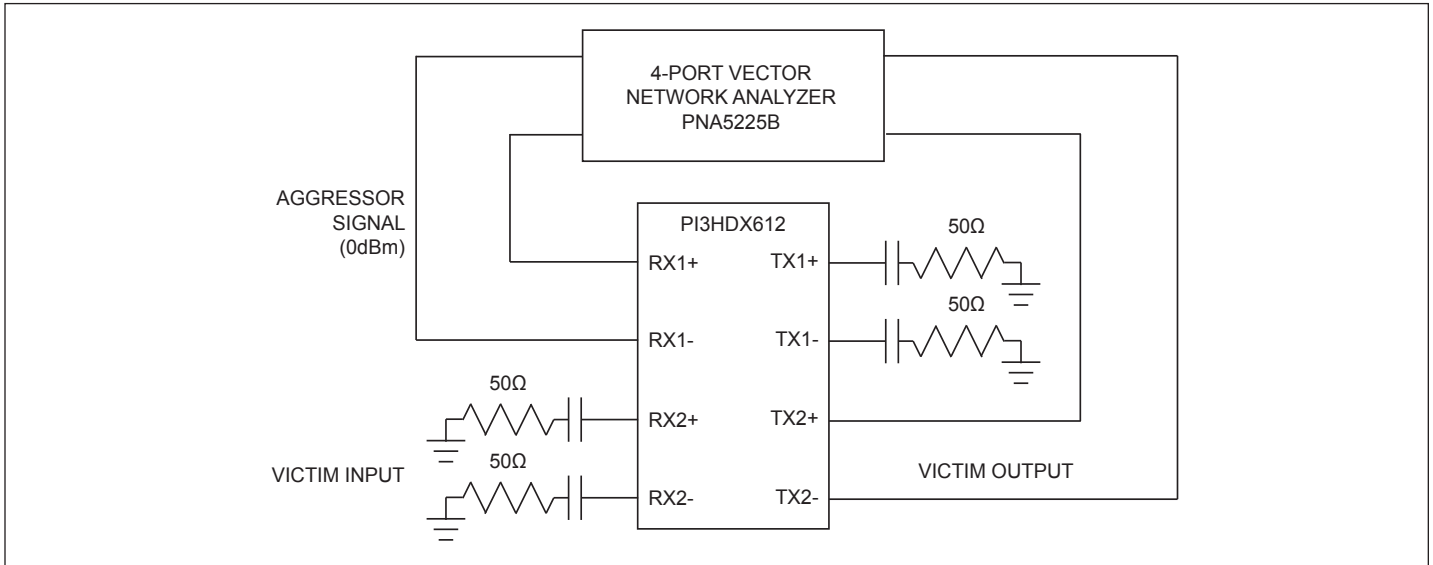 4-PORT VECTOR
NETWORK ANALYZER
PNA5225B
AGGRESSOR
SIGNAL
(0dBm)
PI3HDX612
50Ω
RX1+
TX1+
50Ω
RX1-
TX1-
50Ω
RX2+
TX2+
50Ω
VICTIM INPUT
VICTIM OUTPUT
RX2-
TX2-